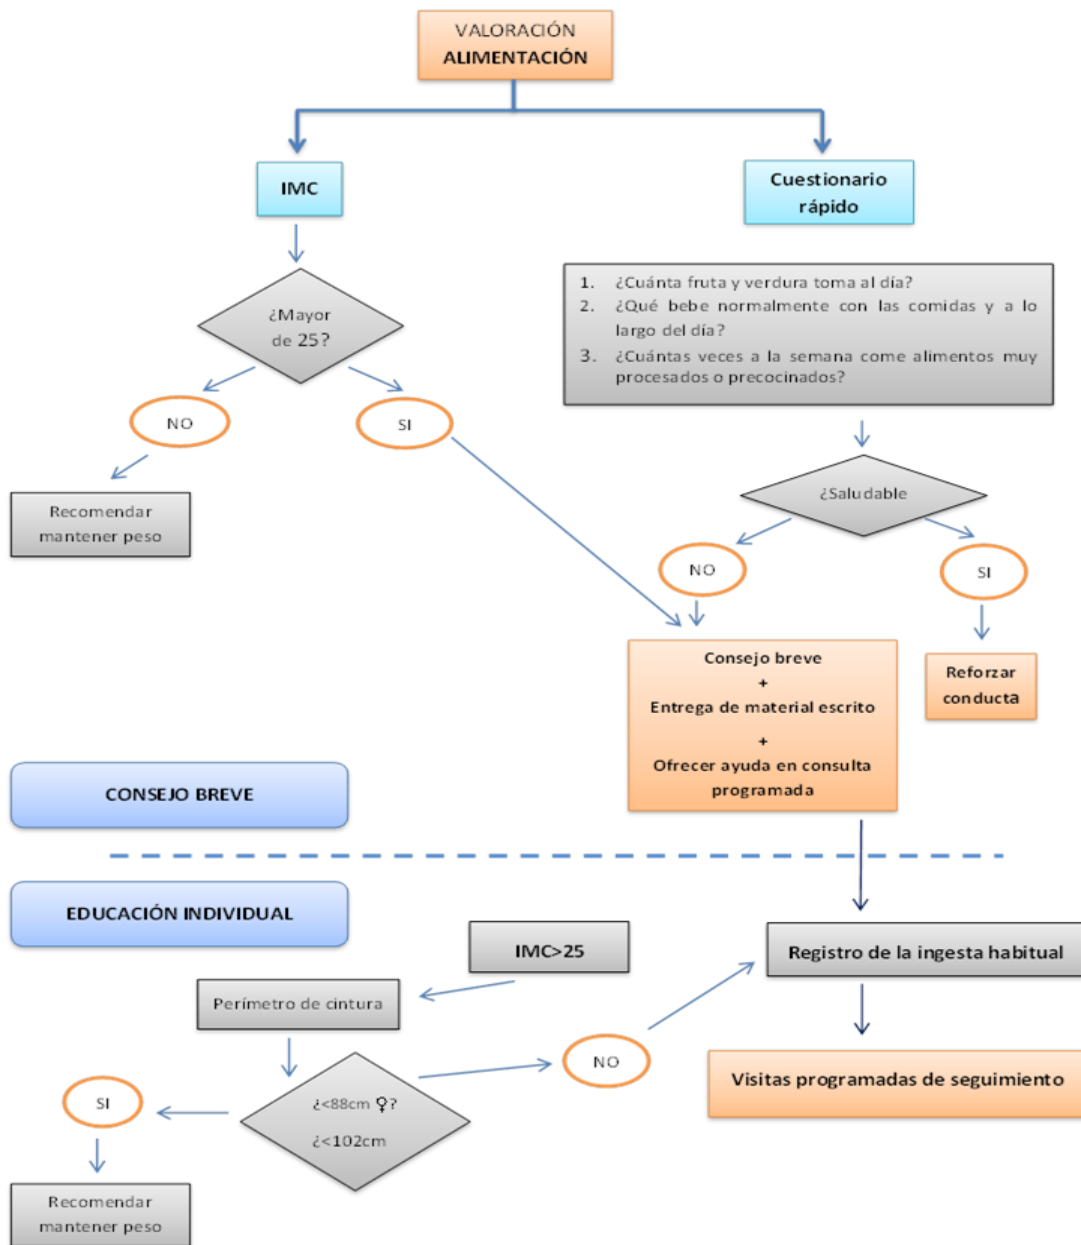 VALORACIÓN
ALIMENTACIÓN
IMC
Cuestionario
rápido
¿Mayor
de 25?
1. ¿Cuánta fruta y verdura toma al día?
2. ¿Qué bebe normalmente con las comidas y a lo
largo del día?
3. ¿Cuántas veces a la semana come alimentos muy
procesados o precocinados?
NO
SI
Recomendar
mantener peso
¿Saludable
NO
SI
Consejo breve
+
Entrega de material escrito
+
Ofrecer ayuda en consulta
programada
Reforzar
conducta
CONSEJO BREVE
EDUCACIÓN INDIVIDUAL
IMC>25
Registro de la ingesta habitual
Perímetro de cintura
NO
¿<88cm ♀?
¿<102cm
SI
Visitas programadas de seguimiento
Recomendar
mantener peso